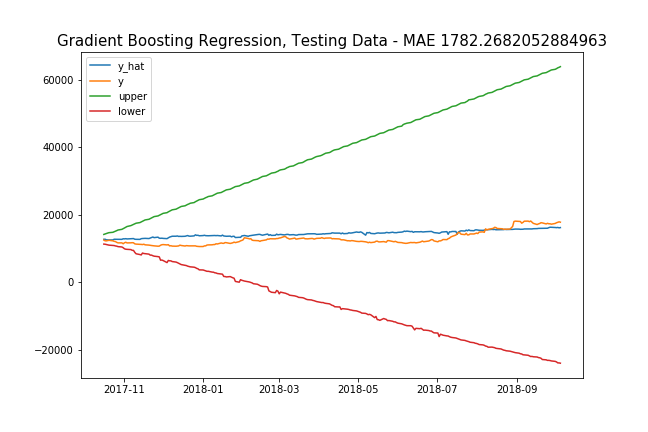 Gradient Boosting Regression, Testing Data - MAE 1782.2682052884963
y_hat
y
upper
lower
60000
40000
20000
0
−20000
2017-11 2018-01 2018-03 2018-05 2018-07 2018-09